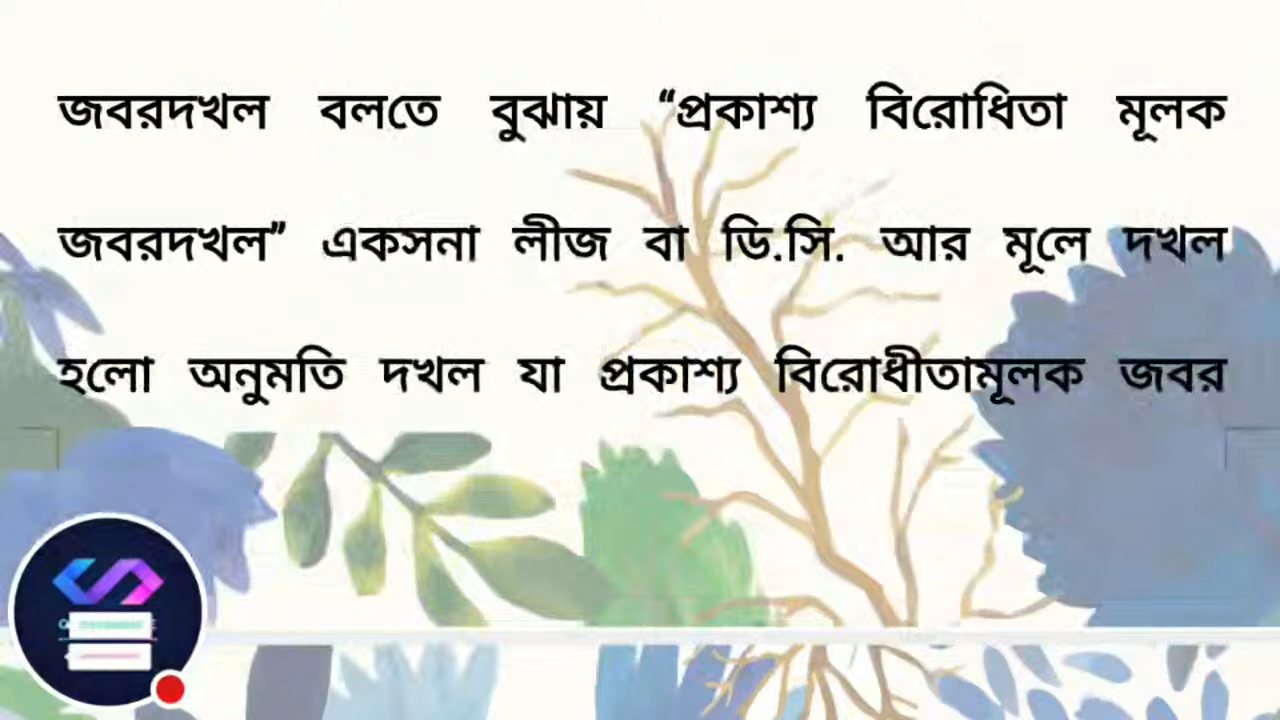 জবরদখল বলতে বুঝায় “প্রকাশ্য বিরোধিতা মূলক
জবরদখল” একসনা লীজ বা ডি.সি. আর মূলে দখল
হলো অনুমতি দখল যা প্রকাশ্য বিরোধীতামূলক জবর